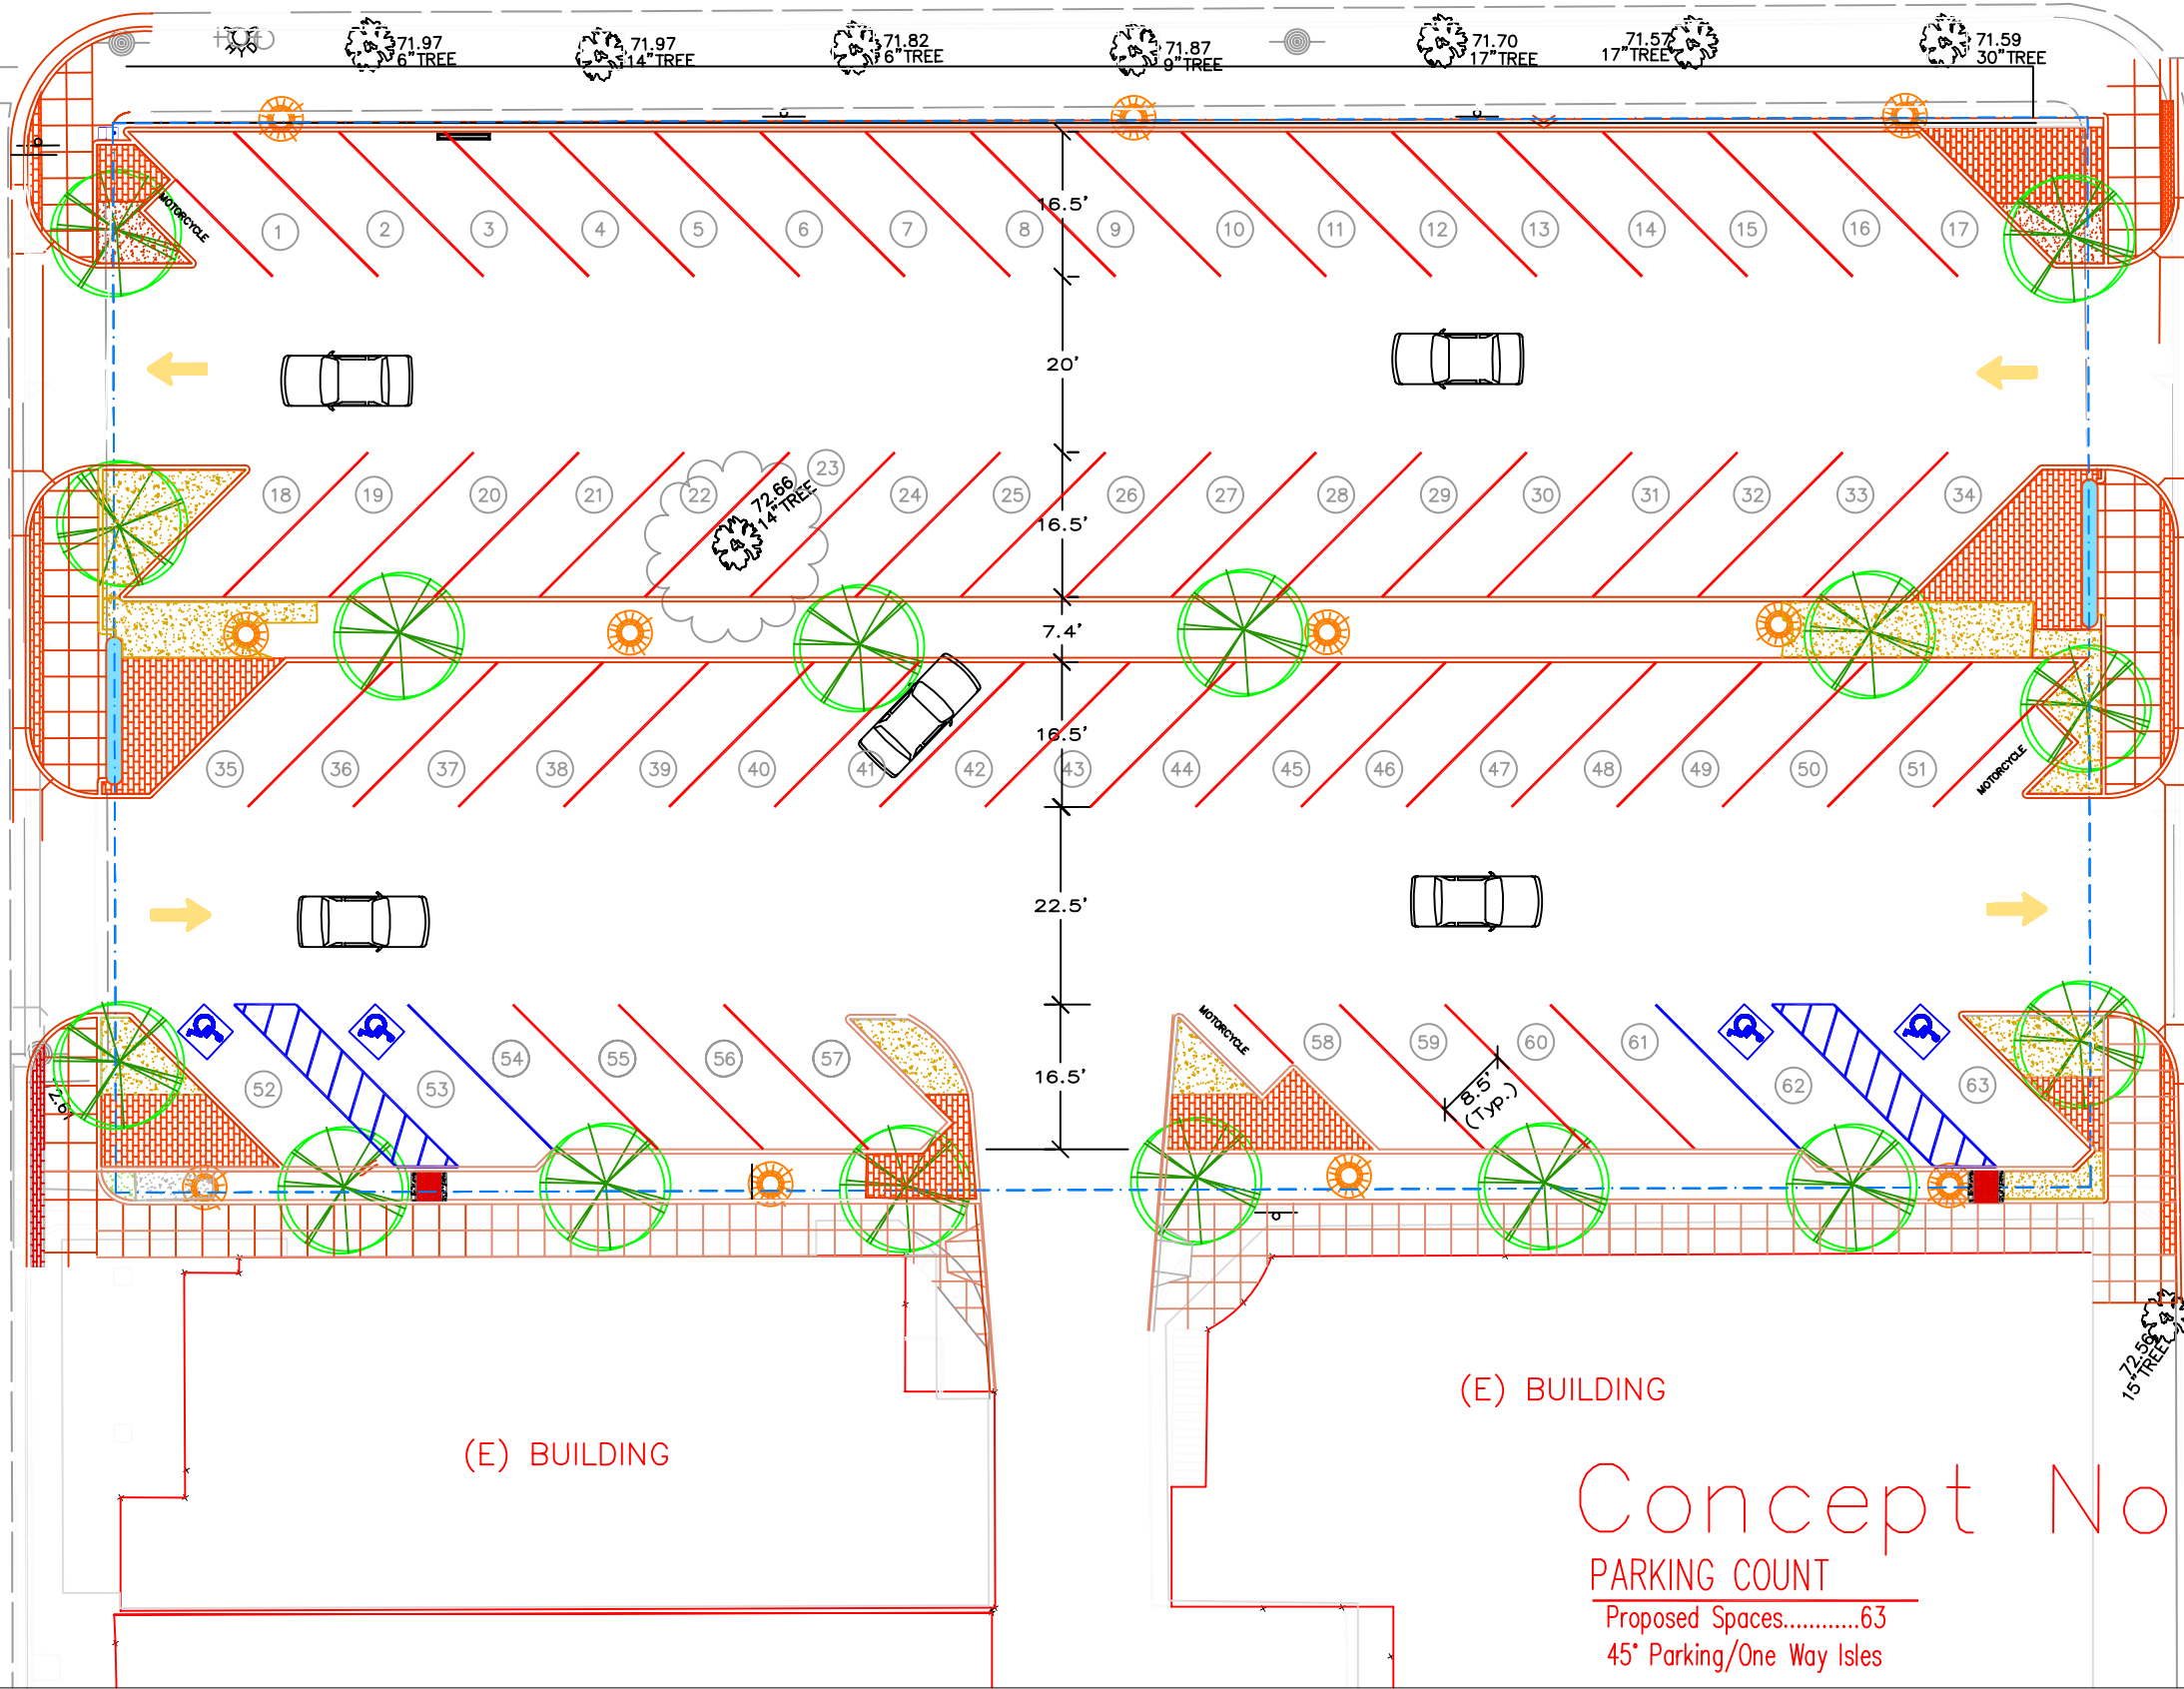 HYD
71.97
6"TREE
71.97
14"TREE
71.82
6"TREE
71.87
9"TREE
71.70
17"TREE
71.57
17"TREE
71.59
30"TREE
MOTORCYCLE
1 2 3 4 5 6 7 8 9 10 11 12 13 14 15 16 17
16.5'
20'
18 19 20 21 22 23 24 25 26 27 28 29 30 31 32 33 34
72.66
14"TREE
16.5'
7.4'
16.5'
35 36 37 38 39 40 41 42 43 44 45 46 47 48 49 50 51
MOTORCYCLE
22.5'
MOTORCYCLE
52 53 54 55 56 57 58 59 60 61 62 63
16.5'
8.5'
(Typ.)
72.56
15"TREE
(E) BUILDING
(E) BUILDING
Concept No
PARKING COUNT
Proposed Spaces............63
45° Parking/One Way Isles